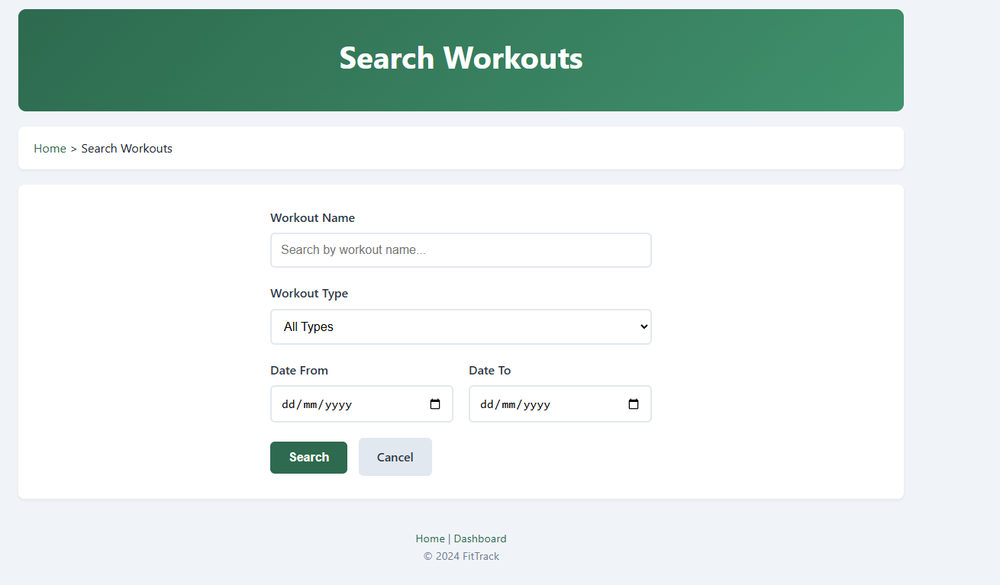 Search Workouts
Home > Search Workouts
Workout Name
Search by workout name...
Workout Type
All Types
Date From Date To
dd/mm/yyyy dd/mm/yyyy
Search Cancel
Home | Dashboard
© 2024 FitTrack